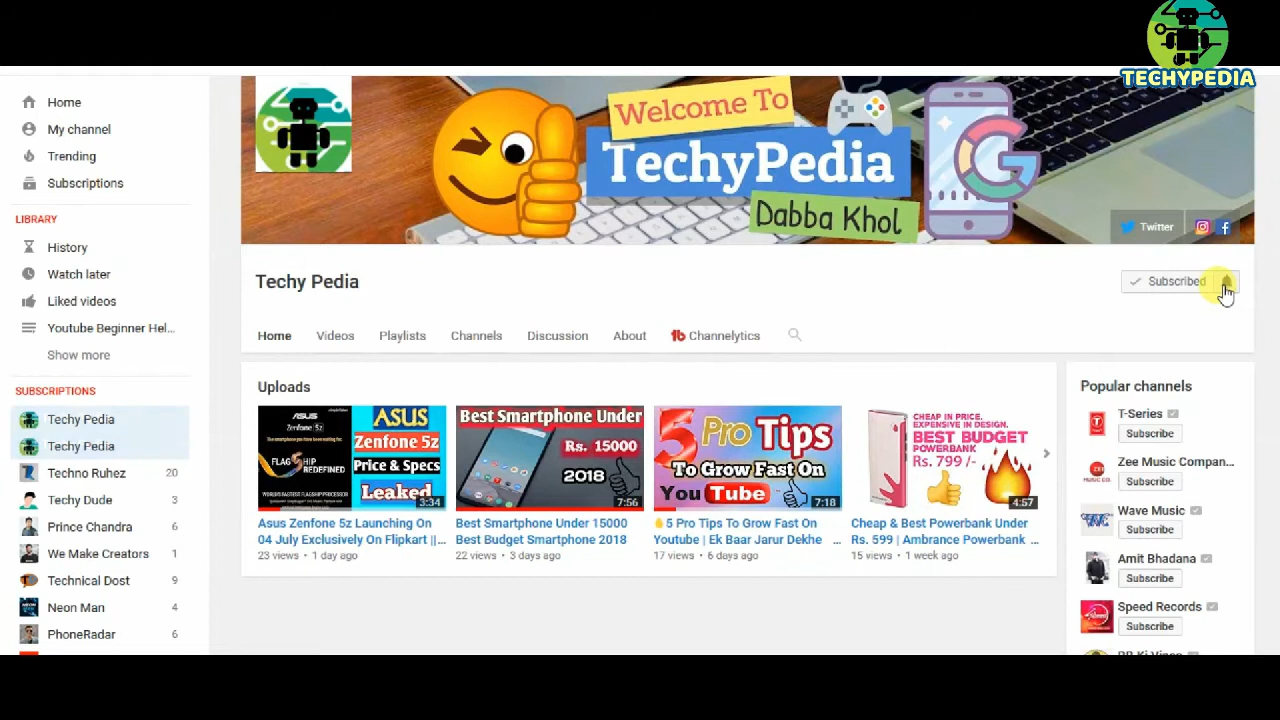 TECHYPEDIA
Home
My channel
Trending
Subscriptions
LIBRARY
History
Watch later
Liked videos
Youtube Beginner Hel...
Show more
SUBSCRIPTIONS
Techy Pedia
Techy Pedia
Techno Ruhez 20
Techy Dude 3
Prince Chandra 6
We Make Creators 1
Technical Dost 9
Neon Man 4
PhoneRadar 6
Welcome To
TechyPedia
Dabba Khol
Twitter
Techy Pedia
Subscribed
Home Videos Playlists Channels Discussion About Channelytics
Uploads
ASUS
Zenfone 5z
FLAGSHIP
REDEFINED
ASUS
Zenfone 5z
Price & Specs
Leaked
3:34
Asus Zenfone 5z Launching On
04 July Exclusively On Flipkart ||...
23 views • 1 day ago
Best Smartphone Under
Rs. 15000
2018
7:56
Best Smartphone Under 15000
Best Budget Smartphone 2018
22 views • 3 days ago
5 Pro Tips
To Grow Fast On
YouTube
7:18
5 Pro Tips To Grow Fast On
Youtube | Ek Baar Jarur Dekhe ...
17 views • 6 days ago
CHEAP IN PRICE.
EXPENSIVE IN DESIGN.
BEST BUDGET
POWERBANK
Rs. 799 /-
4:57
Cheap & Best Powerbank Under
Rs. 599 | Ambrance Powerbank ...
15 views • 1 week ago
Popular channels
T-Series
Subscribe
Zee Music Compan...
Subscribe
Wave Music
Subscribe
Amit Bhadana
Subscribe
Speed Records
Subscribe